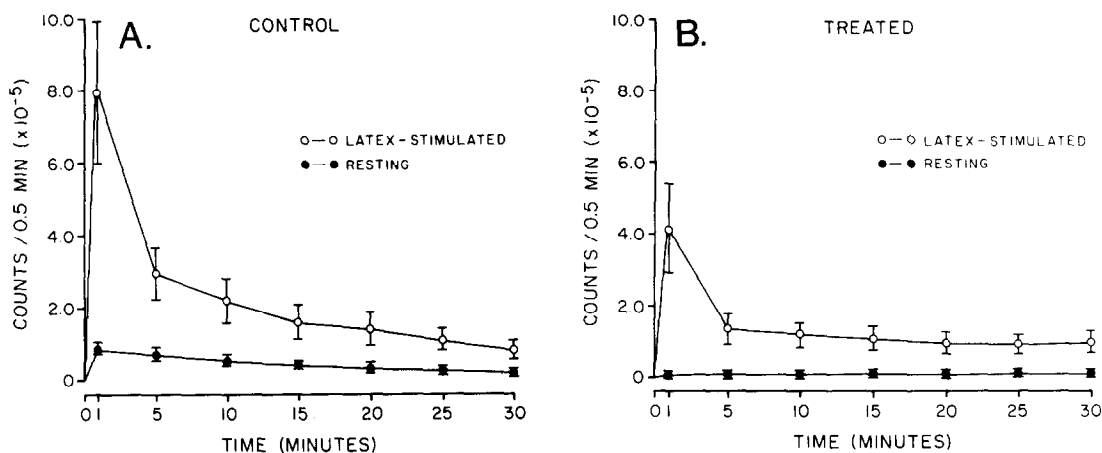 A. CONTROL
COUNTS / 0.5 MIN (x10⁻⁵)
10.0
8.0
6.0
4.0
2.0
0
LATEX-STIMULATED
RESTING
0 1 5 10 15 20 25 30
TIME (MINUTES)
B. TREATED
COUNTS / 0.5 MIN (x10⁻⁵)
10.0
8.0
6.0
4.0
2.0
0
LATEX-STIMULATED
RESTING
0 1 5 10 15 20 25 30
TIME (MINUTES)